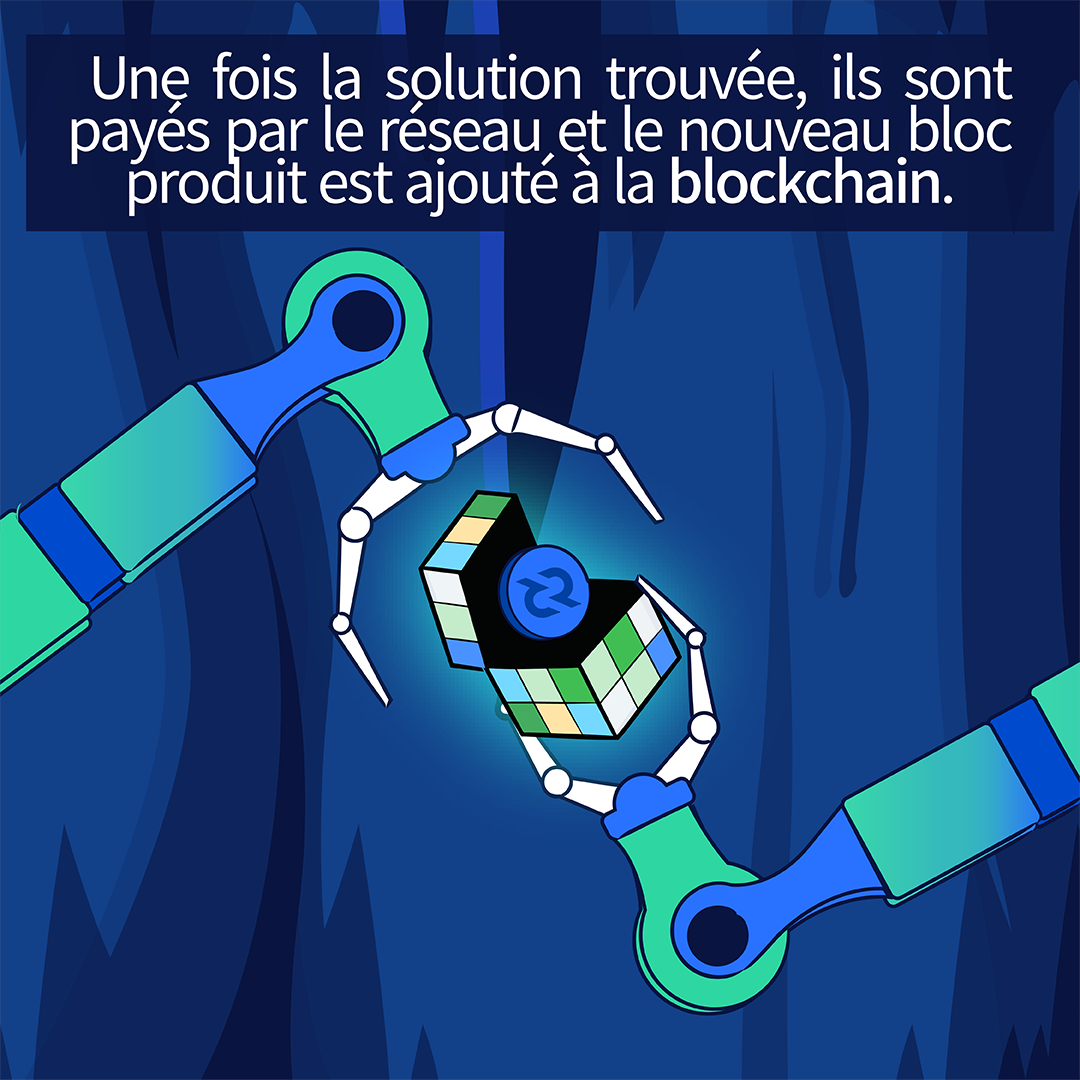 Une fois la solution trouvée, ils sont
payés par le réseau et le nouveau bloc
produit est ajouté à la blockchain.